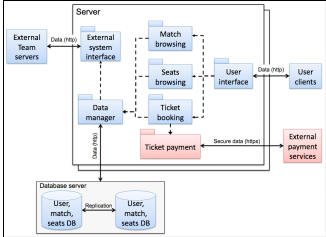 Server
External
Team
servers
Data (http)
External
system
interface
Match
browsing
Seats
browsing
User
interface
Data (http)
User
clients
Data
manager
Ticket
booking
Ticket payment
Secure data (https)
External
payment
services
Data (http)
Database server
User,
match,
seats DB
Replication
User,
match,
seats DB